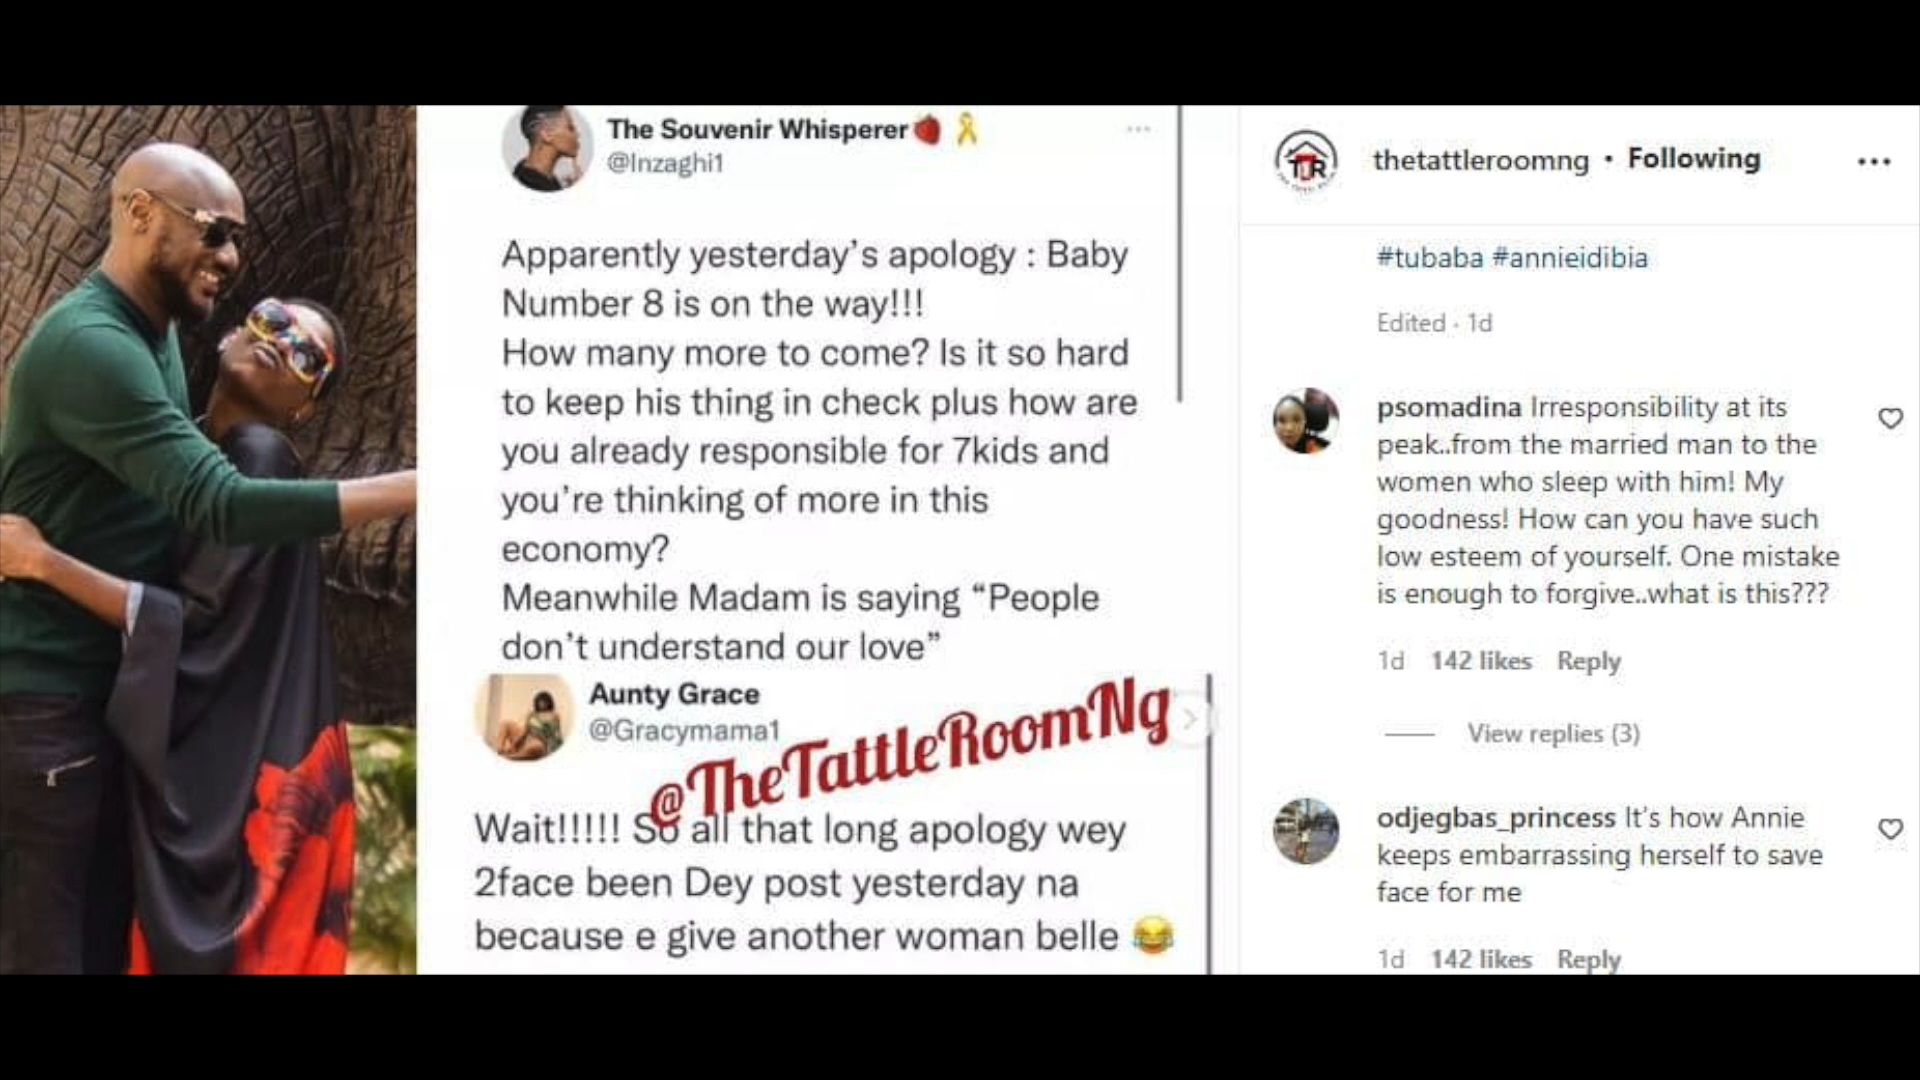 The Souvenir Whisperer🍓 🎗
@Inzaghi1
Apparently yesterday’s apology : Baby
Number 8 is on the way!!!
How many more to come? Is it so hard
to keep his thing in check plus how are
you already responsible for 7kids and
you’re thinking of more in this
economy?
Meanwhile Madam is saying “People
don’t understand our love”
Aunty Grace
@Gracymama1
@TheTattleRoomNg
Wait!!!!! So all that long apology wey
2face been Dey post yesterday na
because e give another woman belle 😂
TTR
thetattleroomng • Following
#tubaba #annieidibia
Edited · 1d
psomadina Irresponsibility at its
peak..from the married man to the
women who sleep with him! My
goodness! How can you have such
low esteem of yourself. One mistake
is enough to forgive..what is this???
1d 142 likes Reply
View replies (3)
odjegbas_princess It's how Annie
keeps embarrassing herself to save
face for me
1d 142 likes Reply